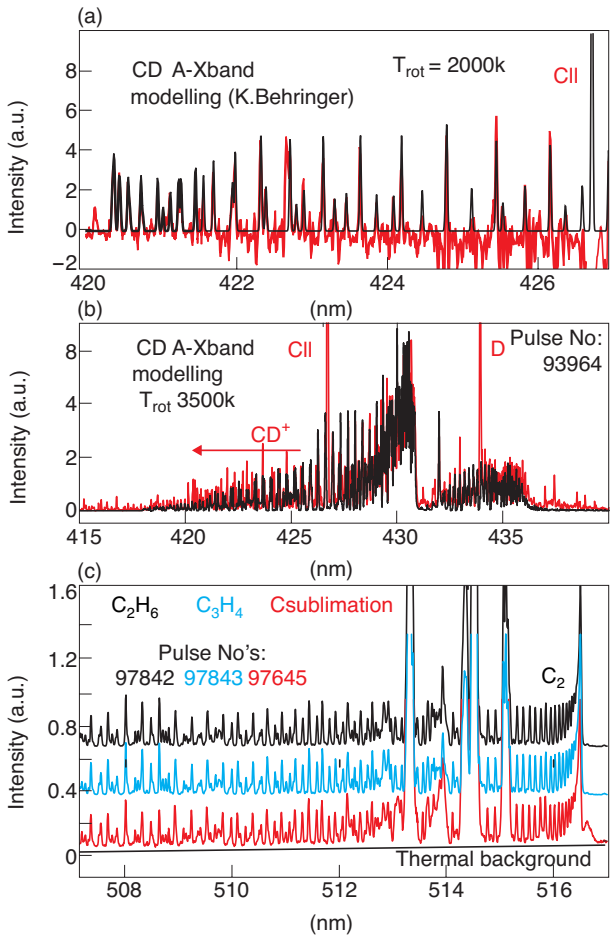 (a)
8
6
4
2
0
−2
Intensity (a.u.)
CD A-Xband
modelling (K.Behringer)
T_rot = 2000k
CII
420
422
424
426
(nm)
(b)
8
4
2
0
Intensity (a.u.)
CD A-Xband
modelling
T_rot 3500k
CII
D
Pulse No:
93964
CD⁺
415
420
425
430
435
(nm)
(c)
1.6
1.2
0.8
0.4
0
Intensity (a.u.)
C₂H₆ C₃H₄ Csublimation
Pulse No's:
97842 97843 97645
C₂
Thermal background
508
510
512
514
516
(nm)